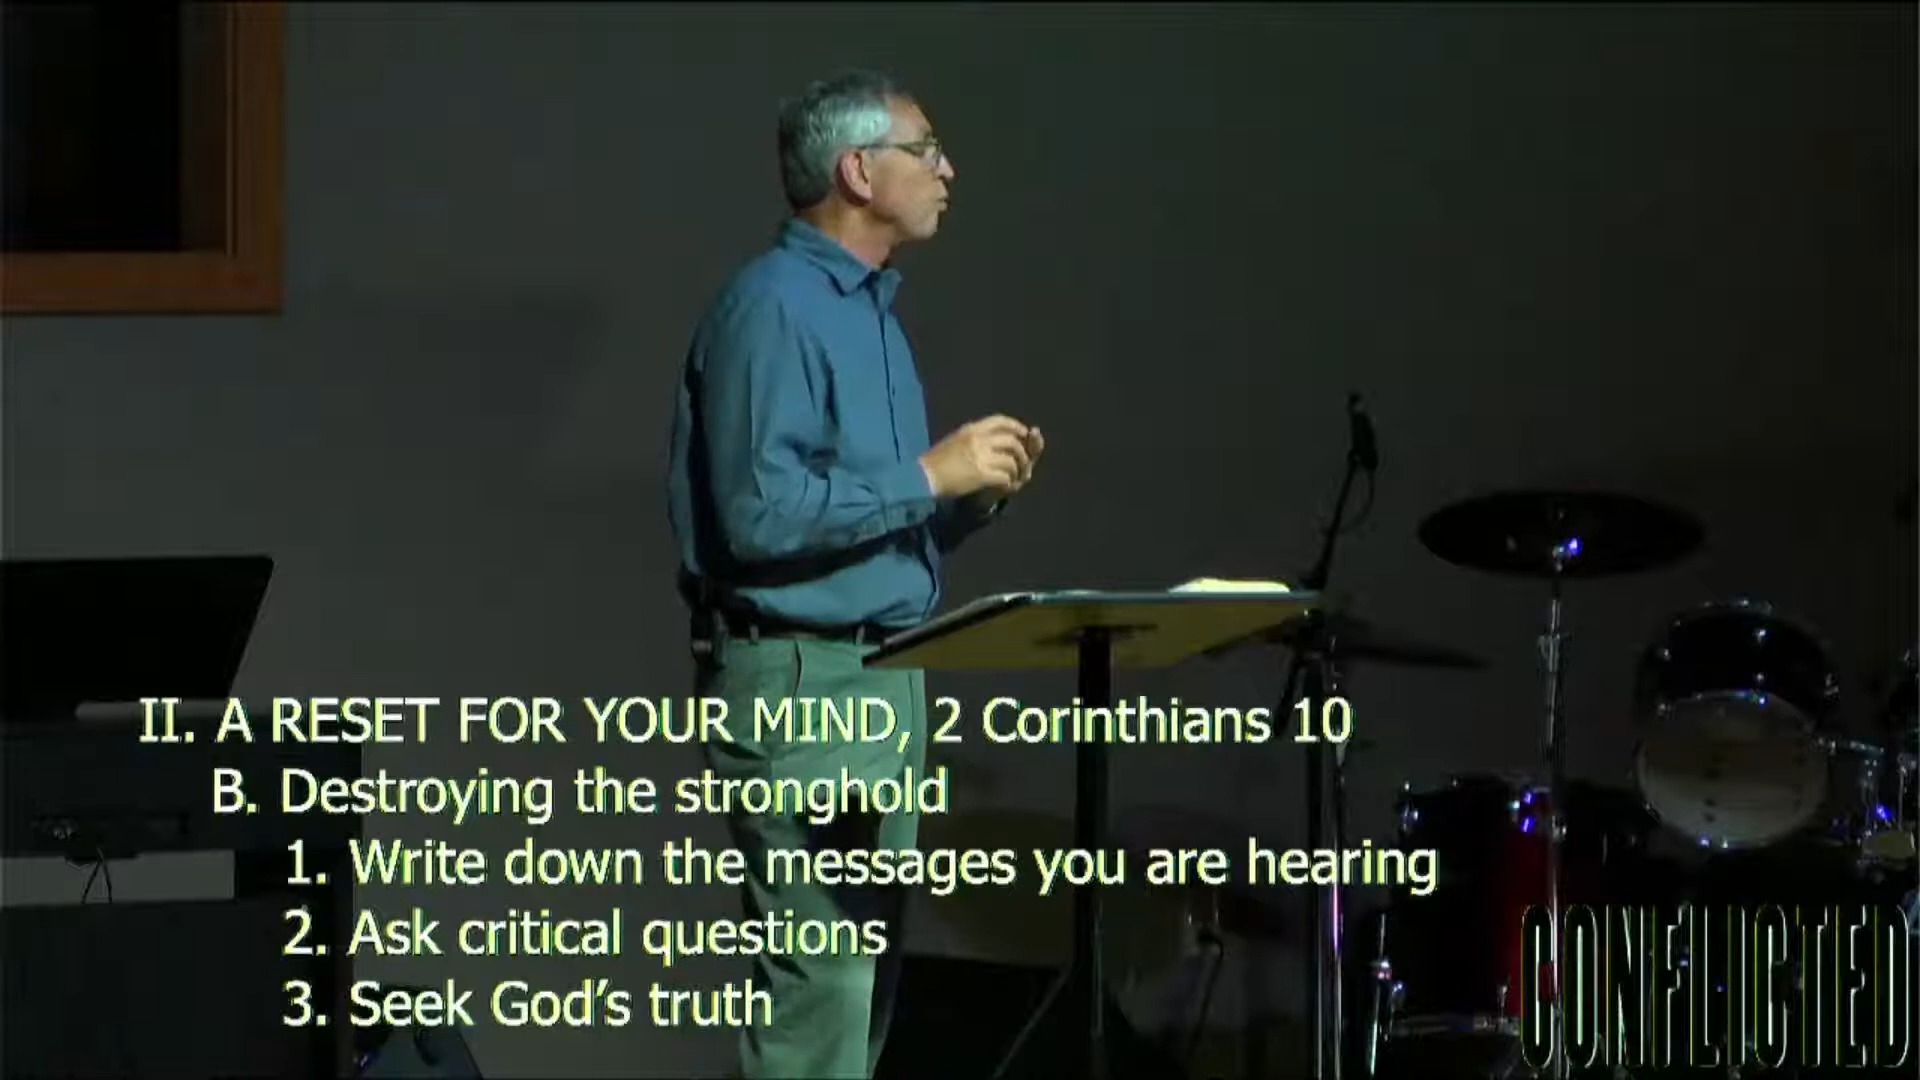 II. A RESET FOR YOUR MIND, 2 Corinthians 10
B. Destroying the stronghold
1. Write down the messages you are hearing
2. Ask critical questions
3. Seek God's truth
CONFLICTED